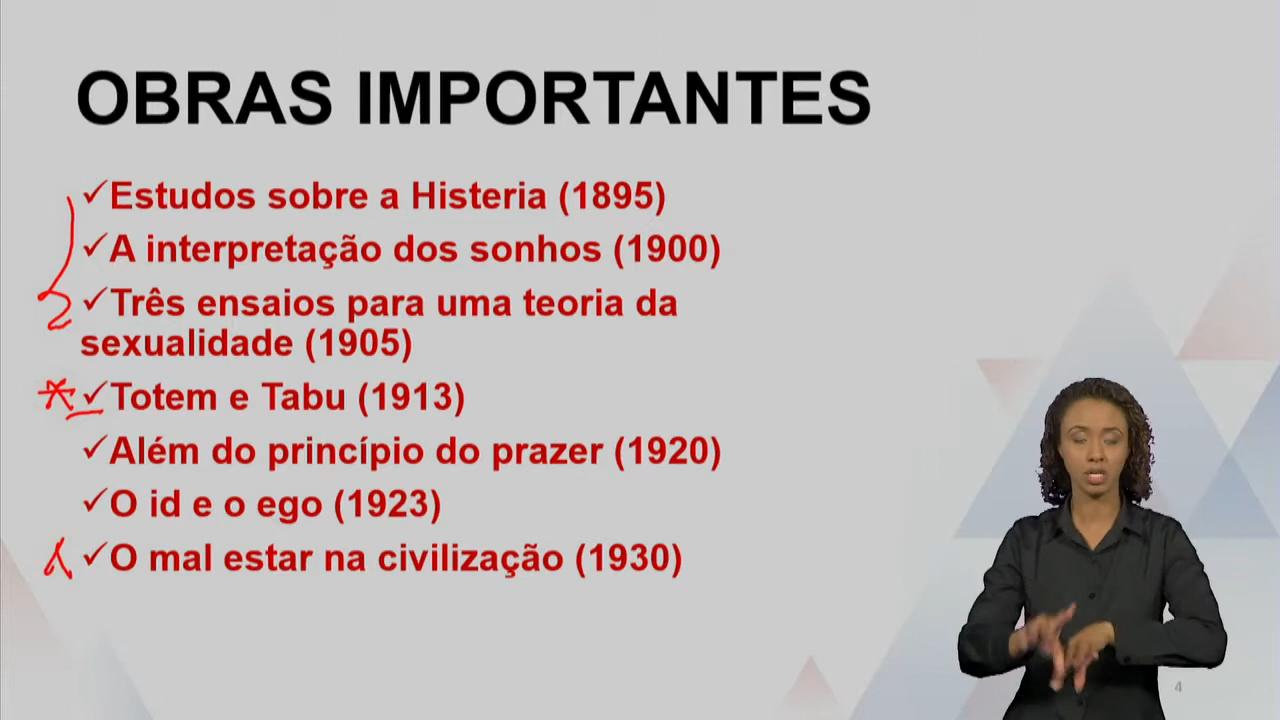 OBRAS IMPORTANTES
✓Estudos sobre a Histeria (1895)
✓A interpretação dos sonhos (1900)
✓Três ensaios para uma teoria da
sexualidade (1905)
✓Totem e Tabu (1913)
✓Além do princípio do prazer (1920)
✓O id e o ego (1923)
✓O mal estar na civilização (1930)
4